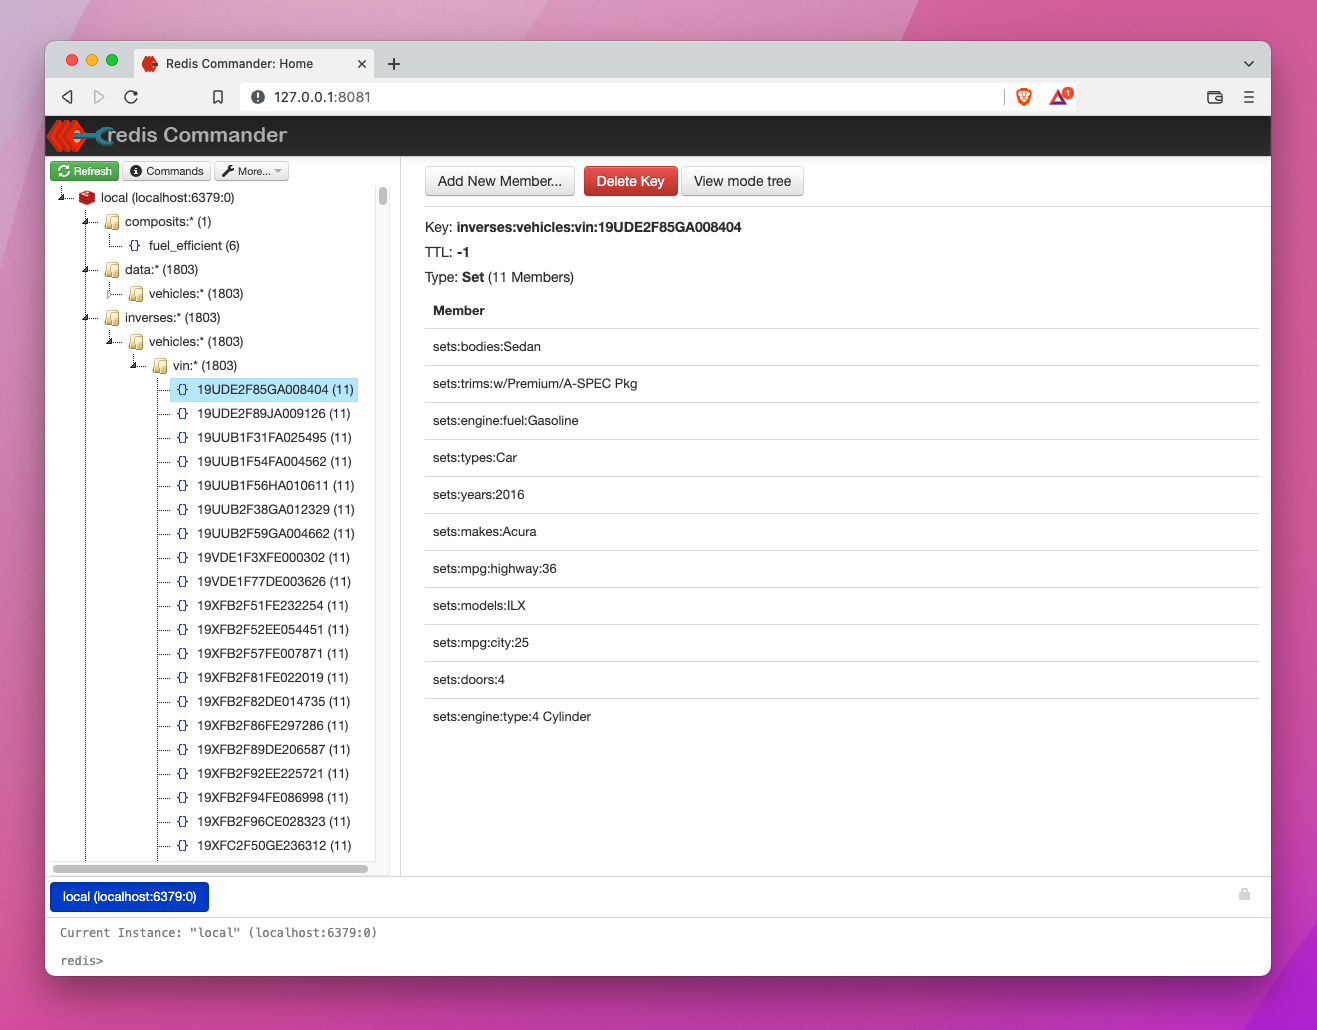 Redis Commander: Home
127.0.0.1:8081
1
redis Commander
Refresh
Commands
More...
local (localhost:6379:0)
composits:* (1)
fuel_efficient (6)
data:* (1803)
vehicles:* (1803)
inverses:* (1803)
vehicles:* (1803)
vin:* (1803)
19UDE2F85GA008404 (11)
19UDE2F89JA009126 (11)
19UUB1F31FA025495 (11)
19UUB1F54FA004562 (11)
19UUB1F56HA010611 (11)
19UUB2F38GA012329 (11)
19UUB2F59GA004662 (11)
19VDE1F3XFE000302 (11)
19VDE1F77DE003626 (11)
19XFB2F51FE232254 (11)
19XFB2F52EE054451 (11)
19XFB2F57FE007871 (11)
19XFB2F81FE022019 (11)
19XFB2F82DE014735 (11)
19XFB2F86FE297286 (11)
19XFB2F89DE206587 (11)
19XFB2F92EE225721 (11)
19XFB2F94FE086998 (11)
19XFB2F96CE028323 (11)
19XFC2F50GE236312 (11)
Add New Member...
Delete Key
View mode tree
Key: inverses:vehicles:vin:19UDE2F85GA008404
TTL: -1
Type: Set (11 Members)
Member
sets:bodies:Sedan
sets:trims:w/Premium/A-SPEC Pkg
sets:engine:fuel:Gasoline
sets:types:Car
sets:years:2016
sets:makes:Acura
sets:mpg:highway:36
sets:models:ILX
sets:mpg:city:25
sets:doors:4
sets:engine:type:4 Cylinder
local (localhost:6379:0)
Current Instance: "local" (localhost:6379:0)
redis>